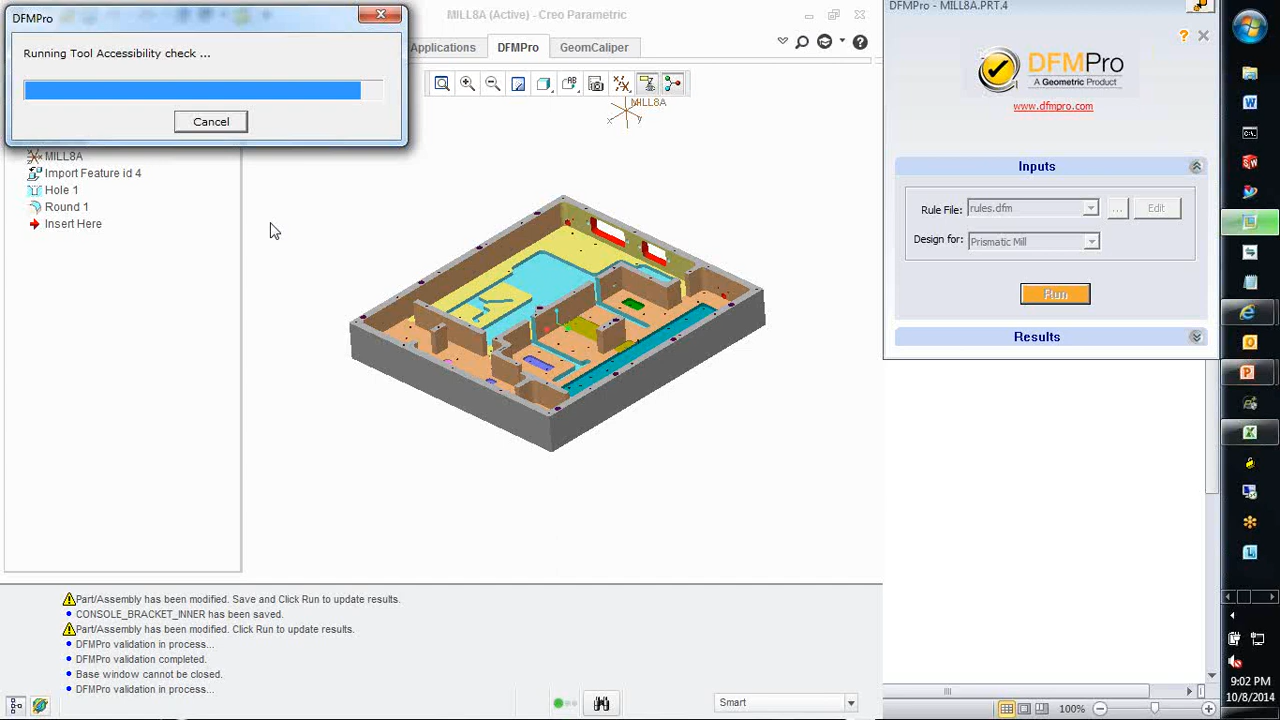 DFMPro
MILL8A (Active) - Creo Parametric
DFMPro - MILL8A.PRT.4
Running Tool Accessibility check ...
Cancel
Applications
DFMPro
GeomCaliper
MILL8A
MILL8A
Import Feature id 4
Hole 1
Round 1
Insert Here
DFMPro
A Geometric Product
www.dfmpro.com
Inputs
Rule File:
rules.dfm
...
Edit
Design for:
Prismatic Mill
Run
Results
Part/Assembly has been modified. Save and Click Run to update results.
CONSOLE_BRACKET_INNER has been saved.
Part/Assembly has been modified. Click Run to update results.
DFMPro validation in process...
DFMPro validation completed.
Base window cannot be closed.
DFMPro validation in process...
Smart
100%
9:02 PM
10/8/2014